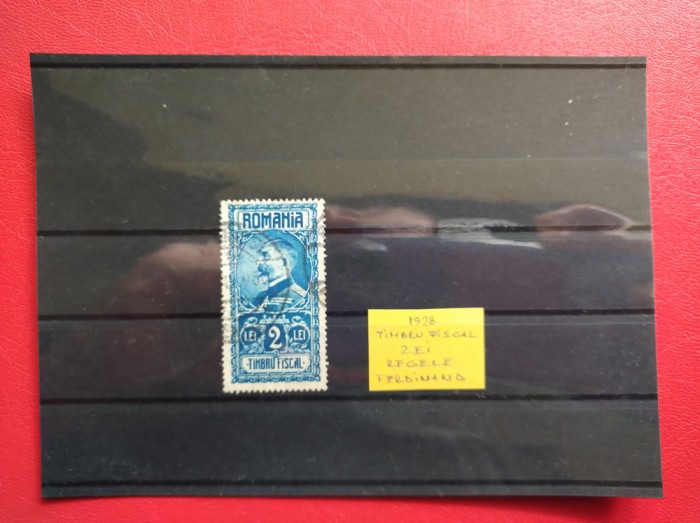 ROMANIA
LEI 2 LEI
TIMBRU FISCAL
1928
TIMBRU FISCAL
2 LEI
REGELE
FERDINAND